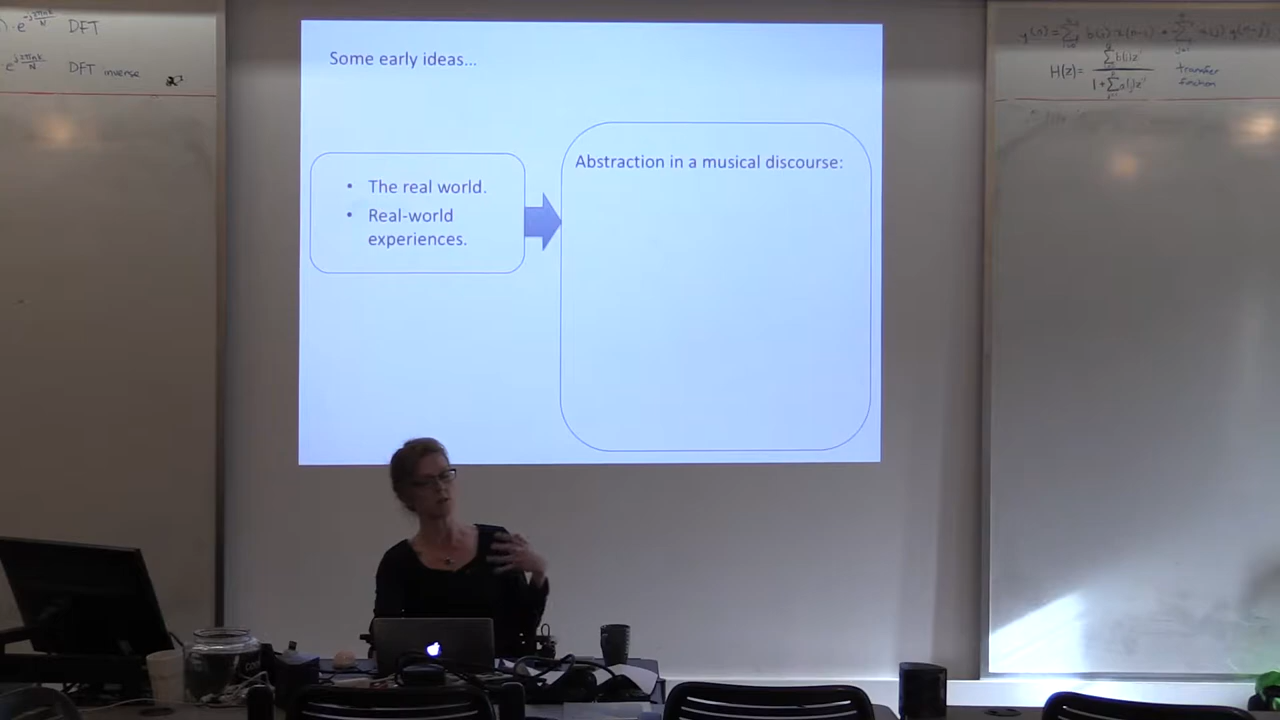 DFT
DFT inverse
Some early ideas...
• The real world.
• Real-world
experiences.
Abstraction in a musical discourse:
H(z)=
transfer
function